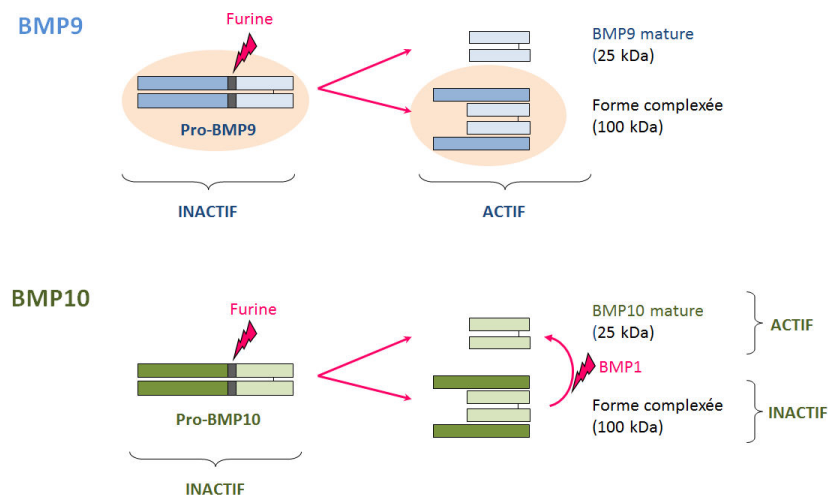 BMP9
Furine
Pro-BMP9
INACTIF
BMP9 mature
(25 kDa)
Forme complexée
(100 kDa)
ACTIF
BMP10
Furine
Pro-BMP10
INACTIF
BMP10 mature
(25 kDa)
ACTIF
BMP1
Forme complexée
(100 kDa)
INACTIF